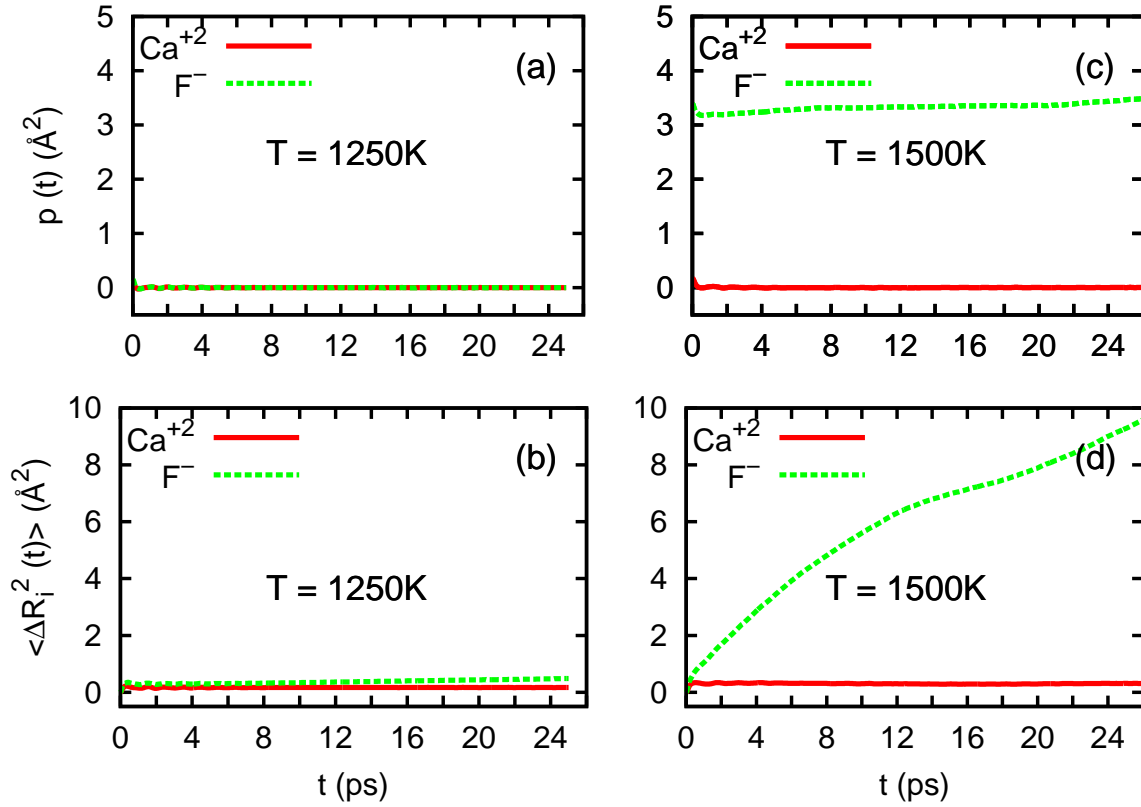 5
4
3
2
1
0
p (t) (Å²)
Ca⁺²
F⁻
(a)
T = 1250K
0 4 8 12 16 20 24
5
4
3
2
1
0
Ca⁺²
F⁻
(c)
T = 1500K
0 4 8 12 16 20 24
10
8
6
4
2
0
<ΔRᵢ² (t)> (Å²)
Ca⁺²
F⁻
(b)
T = 1250K
0 4 8 12 16 20 24
t (ps)
10
8
6
4
2
0
Ca⁺²
F⁻
(d)
T = 1500K
0 4 8 12 16 20 24
t (ps)